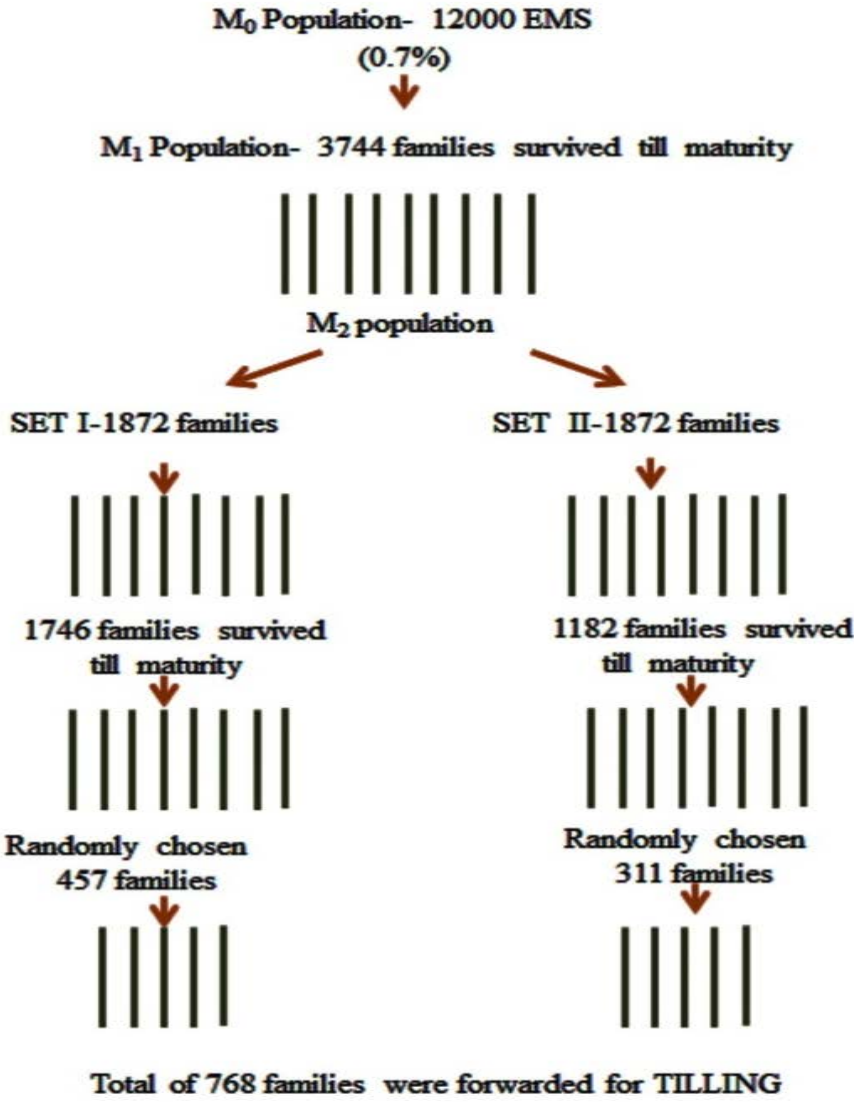 M₀ Population- 12000 EMS
(0.7%)
M₁ Population- 3744 families survived till maturity
M₂ population
SET I-1872 families
SET II-1872 families
1746 families survived
till maturity
1182 families survived
till maturity
Randomly chosen
457 families
Randomly chosen
311 families
Total of 768 families were forwarded for TILLING